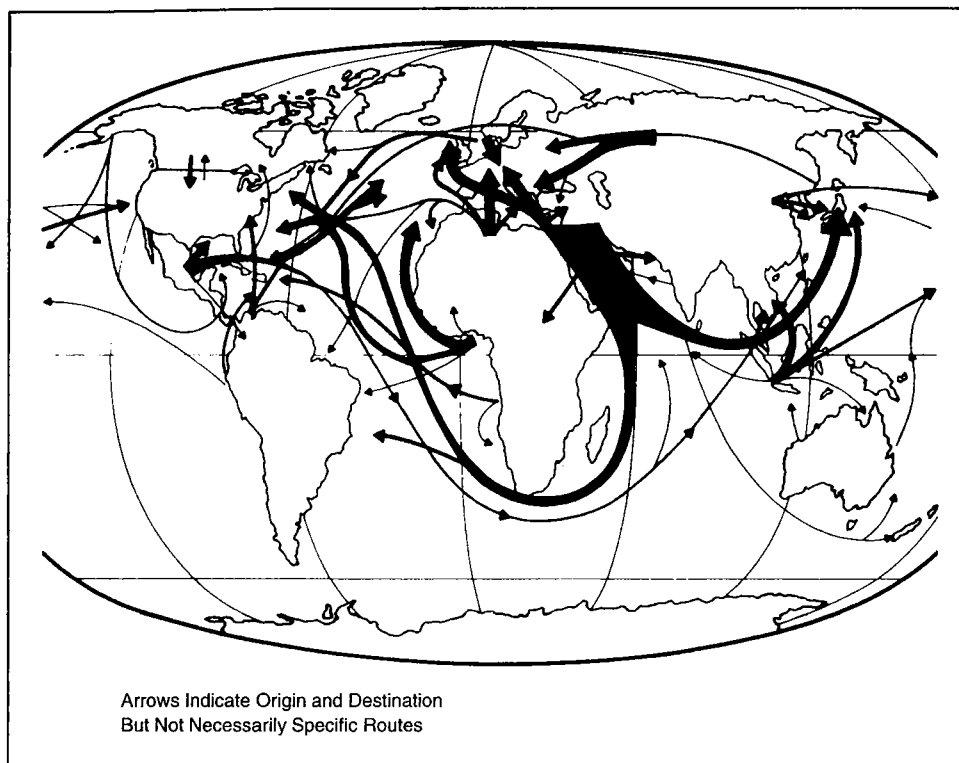 Arrows Indicate Origin and Destination
But Not Necessarily Specific Routes